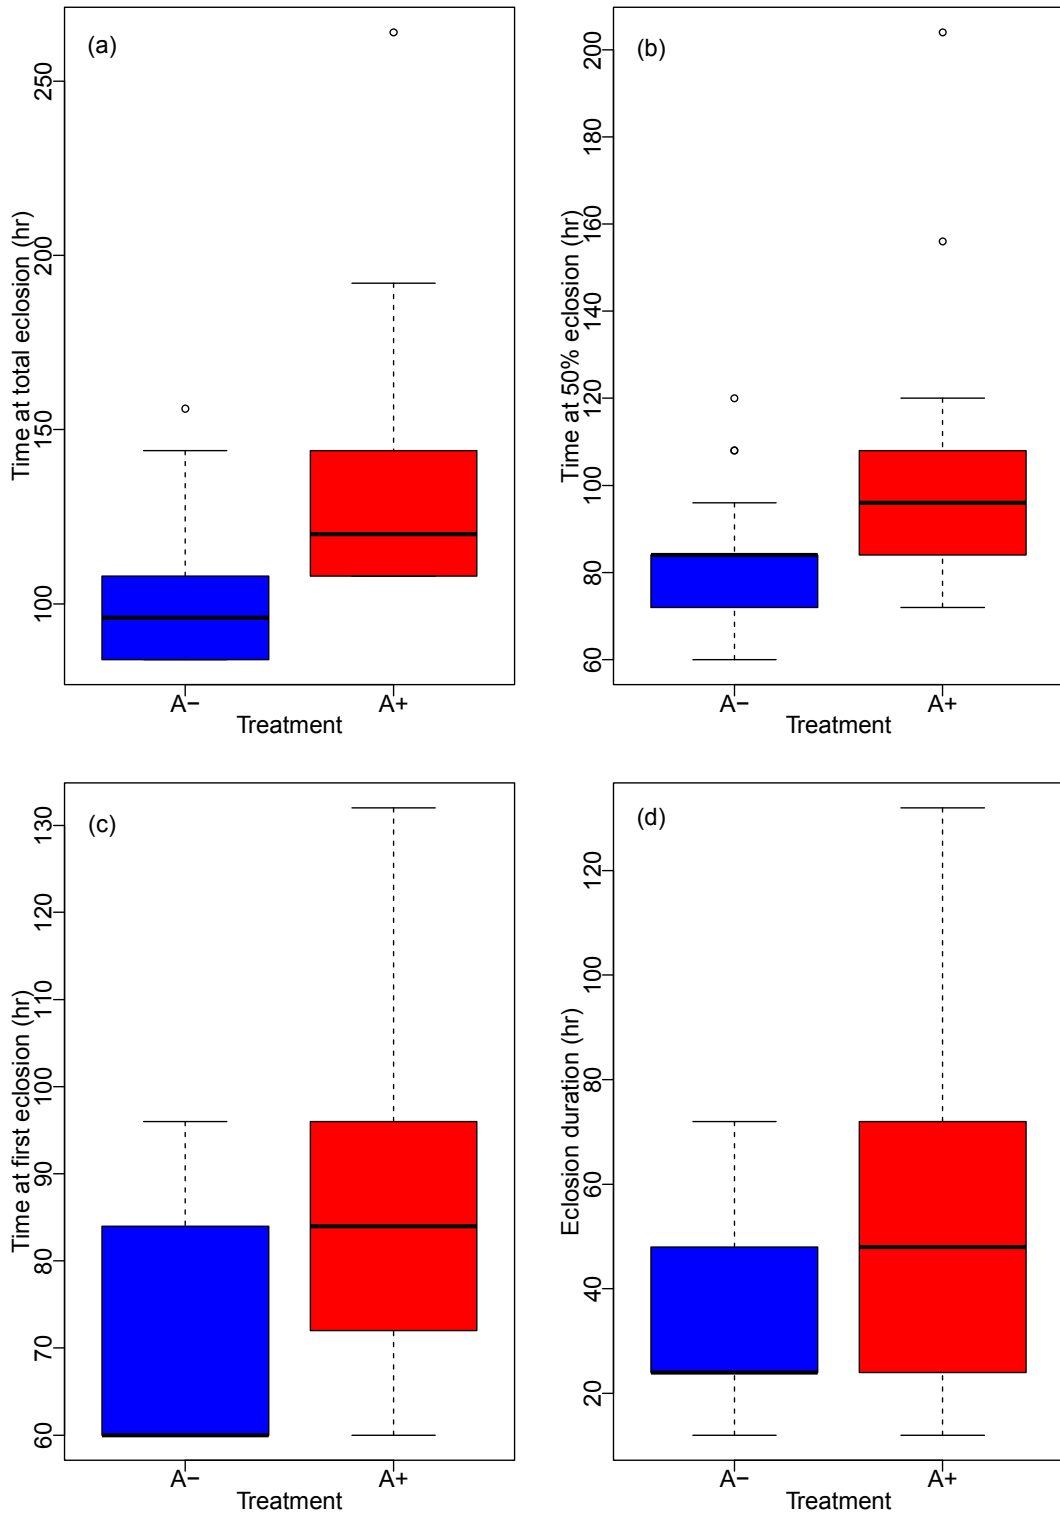 (a)
Time at total eclosion (hr)
250
200
150
100
A− A+
Treatment
(b)
Time at 50% eclosion (hr)
200
180
160
140
120
100
80
60
A− A+
Treatment
(c)
Time at first eclosion (hr)
130
120
110
100
90
80
70
60
A− A+
Treatment
(d)
Eclosion duration (hr)
120
100
80
60
40
20
A− A+
Treatment